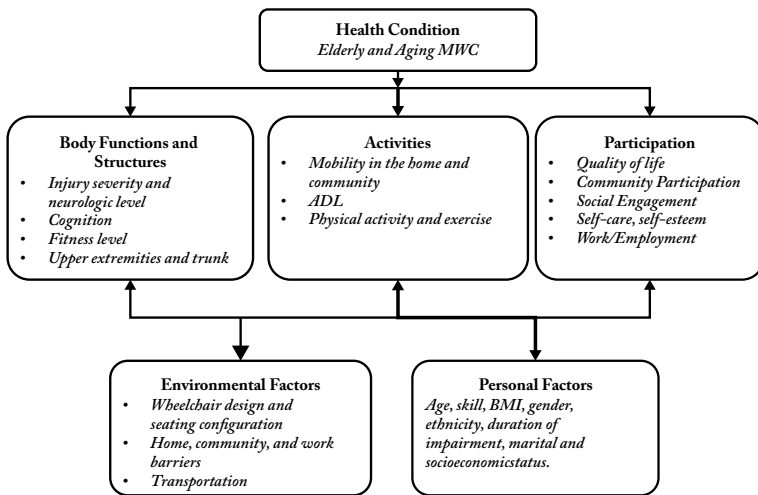 Health Condition
Elderly and Aging MWC
Body Functions and
Structures
• Injury severity and
neurologic level
• Cognition
• Fitness level
• Upper extremities and trunk
Activities
• Mobility in the home and
community
• ADL
• Physical activity and exercise
Participation
• Quality of life
• Community Participation
• Social Engagement
• Self-care, self-esteem
• Work/Employment
Environmental Factors
• Wheelchair design and
seating configuration
• Home, community, and work
barriers
• Transportation
Personal Factors
Age, skill, BMI, gender,
ethnicity, duration of
impairment, marital and
socioeconomicstatus.